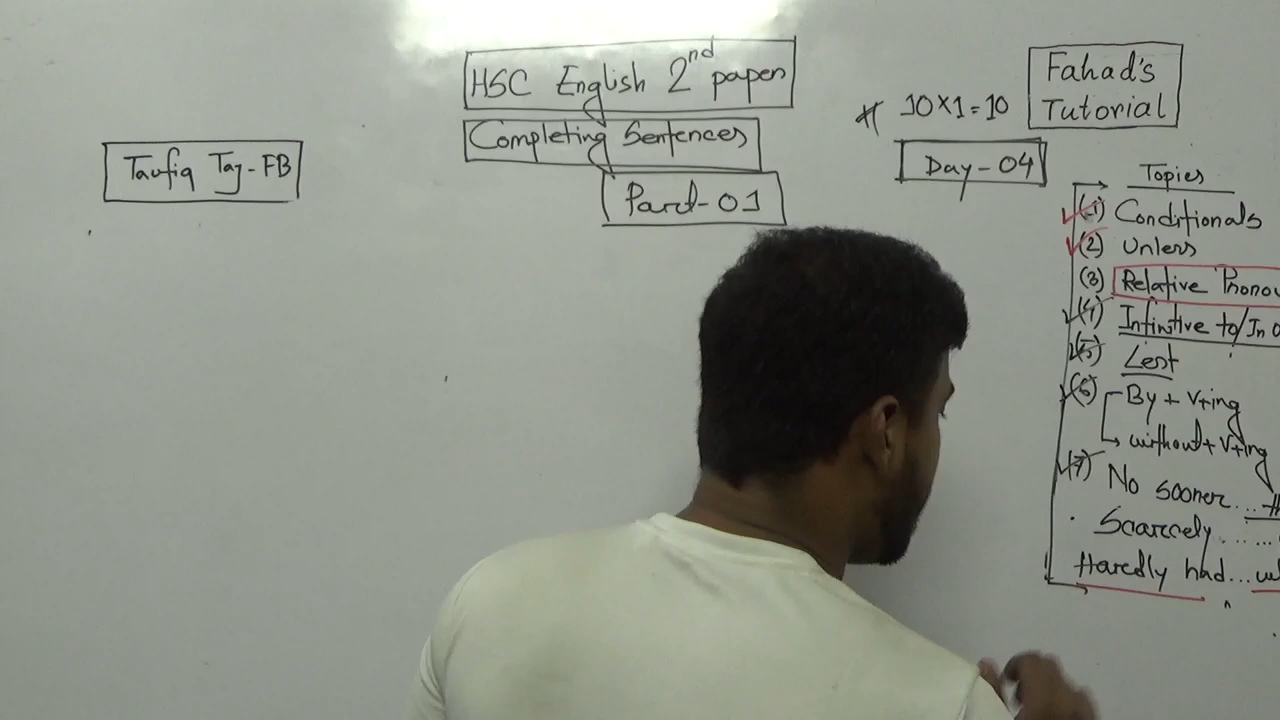 HSC English 2nd paper
Completing Sentences
Part-01
Taufiq Taj-FB
* 10×1=10
Day-04
Fahad's
Tutorial
Topics
(1) Conditionals
(2) Unless
(3) Relative Pronou
(4) Infinitive to/In o
(5) Lest
(6) By + V+ing
without + V+ing
(7) No sooner...th
Scarcely ......
Hardly had...wh